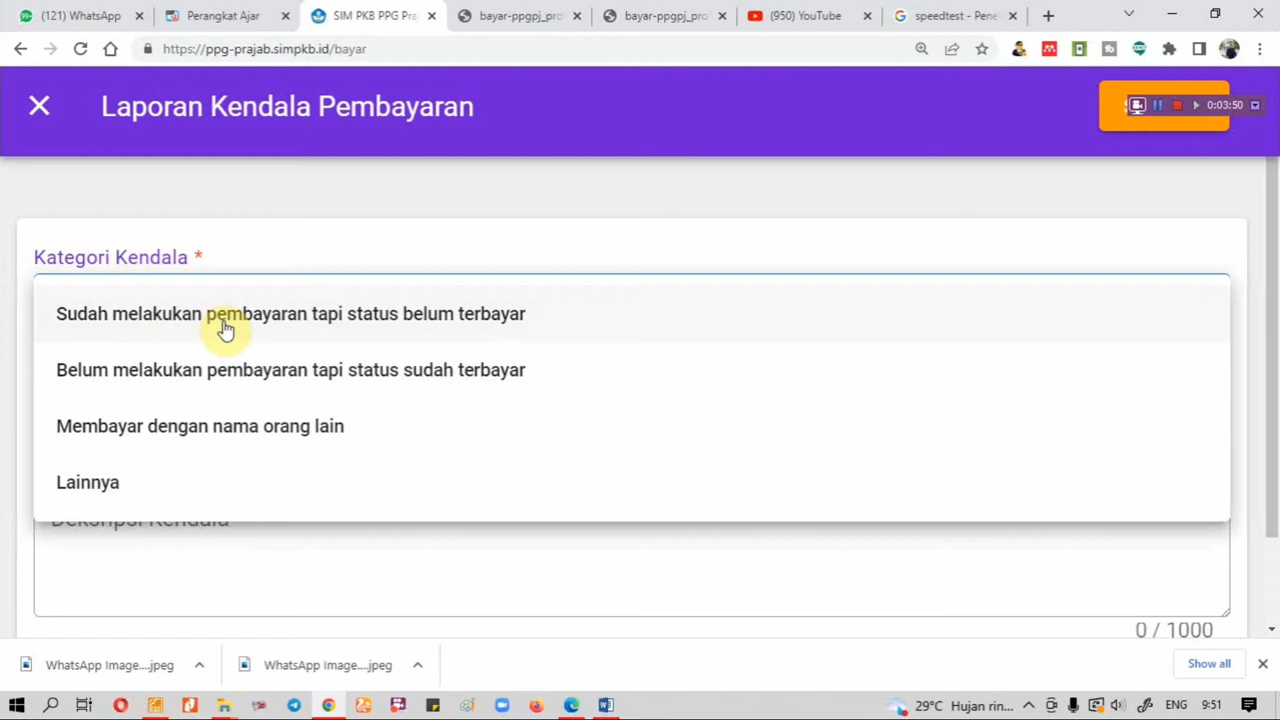 (121) WhatsApp
Perangkat Ajar
SIM PKB PPG Pra
bayar-ppgpj_pro
bayar-ppgpj_pro
(950) YouTube
speedtest - Pene
https://ppg-prajab.simpkb.id/bayar
Laporan Kendala Pembayaran
0:03:50
Kategori Kendala *
Sudah melakukan pembayaran tapi status belum terbayar
Belum melakukan pembayaran tapi status sudah terbayar
Membayar dengan nama orang lain
Lainnya
Deksripsi Kendala
0 / 1000
WhatsApp Image....jpeg
WhatsApp Image....jpeg
Show all
29°C Hujan rin...
ENG
9:51